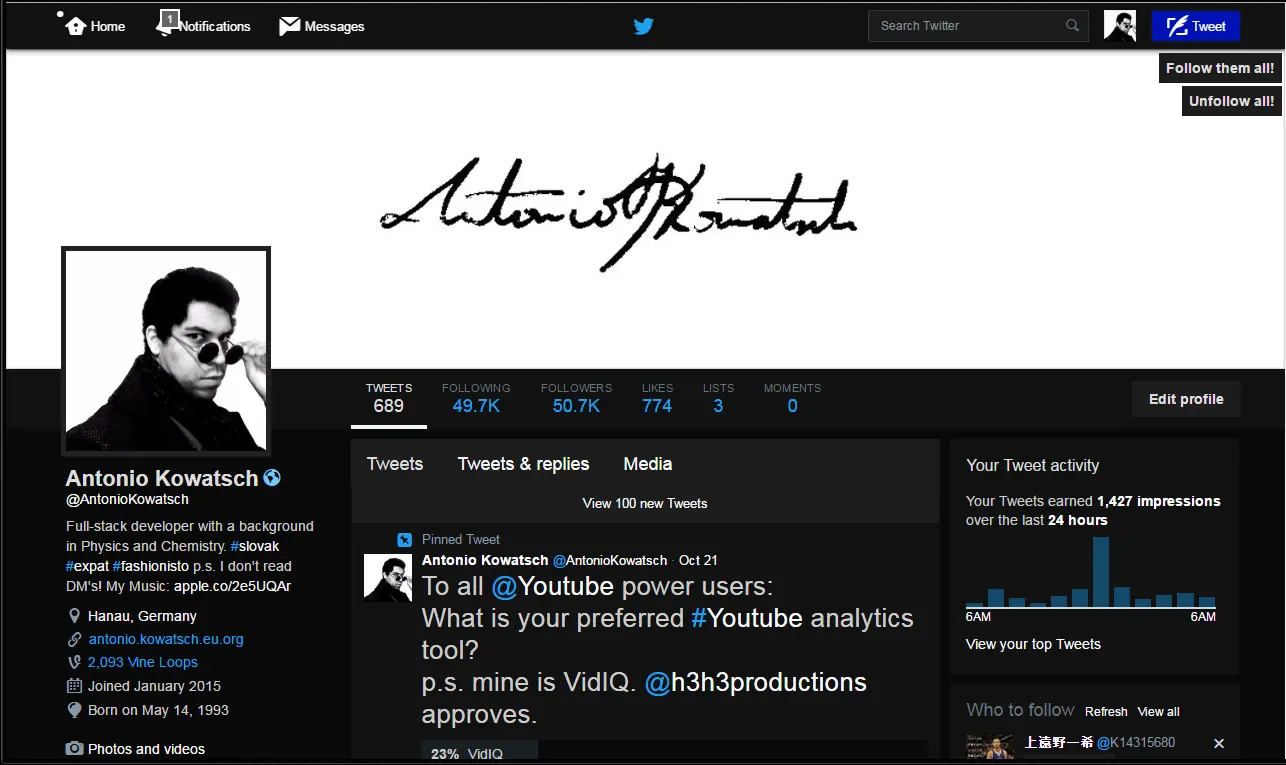 Home
1
Notifications
Messages
Search Twitter
Tweet
Follow them all!
Unfollow all!
Antonio Kowatsch
TWEETS
689
FOLLOWING
49.7K
FOLLOWERS
50.7K
LIKES
774
LISTS
3
MOMENTS
0
Edit profile
Antonio Kowatsch
@AntonioKowatsch
Full-stack developer with a background
in Physics and Chemistry. #slovak
#expat #fashionisto p.s. I don't read
DM's! My Music: apple.co/2e5UQAr
Hanau, Germany
antonio.kowatsch.eu.org
2,093 Vine Loops
Joined January 2015
Born on May 14, 1993
Photos and videos
Tweets
Tweets & replies
Media
View 100 new Tweets
Pinned Tweet
Antonio Kowatsch @AntonioKowatsch · Oct 21
To all @Youtube power users:
What is your preferred #Youtube analytics
tool?
p.s. mine is VidIQ. @h3h3productions
approves.
23% VidIQ
Your Tweet activity
Your Tweets earned 1,427 impressions
over the last 24 hours
6AM
6AM
View your top Tweets
Who to follow Refresh View all
上遠野一希 @K14315680